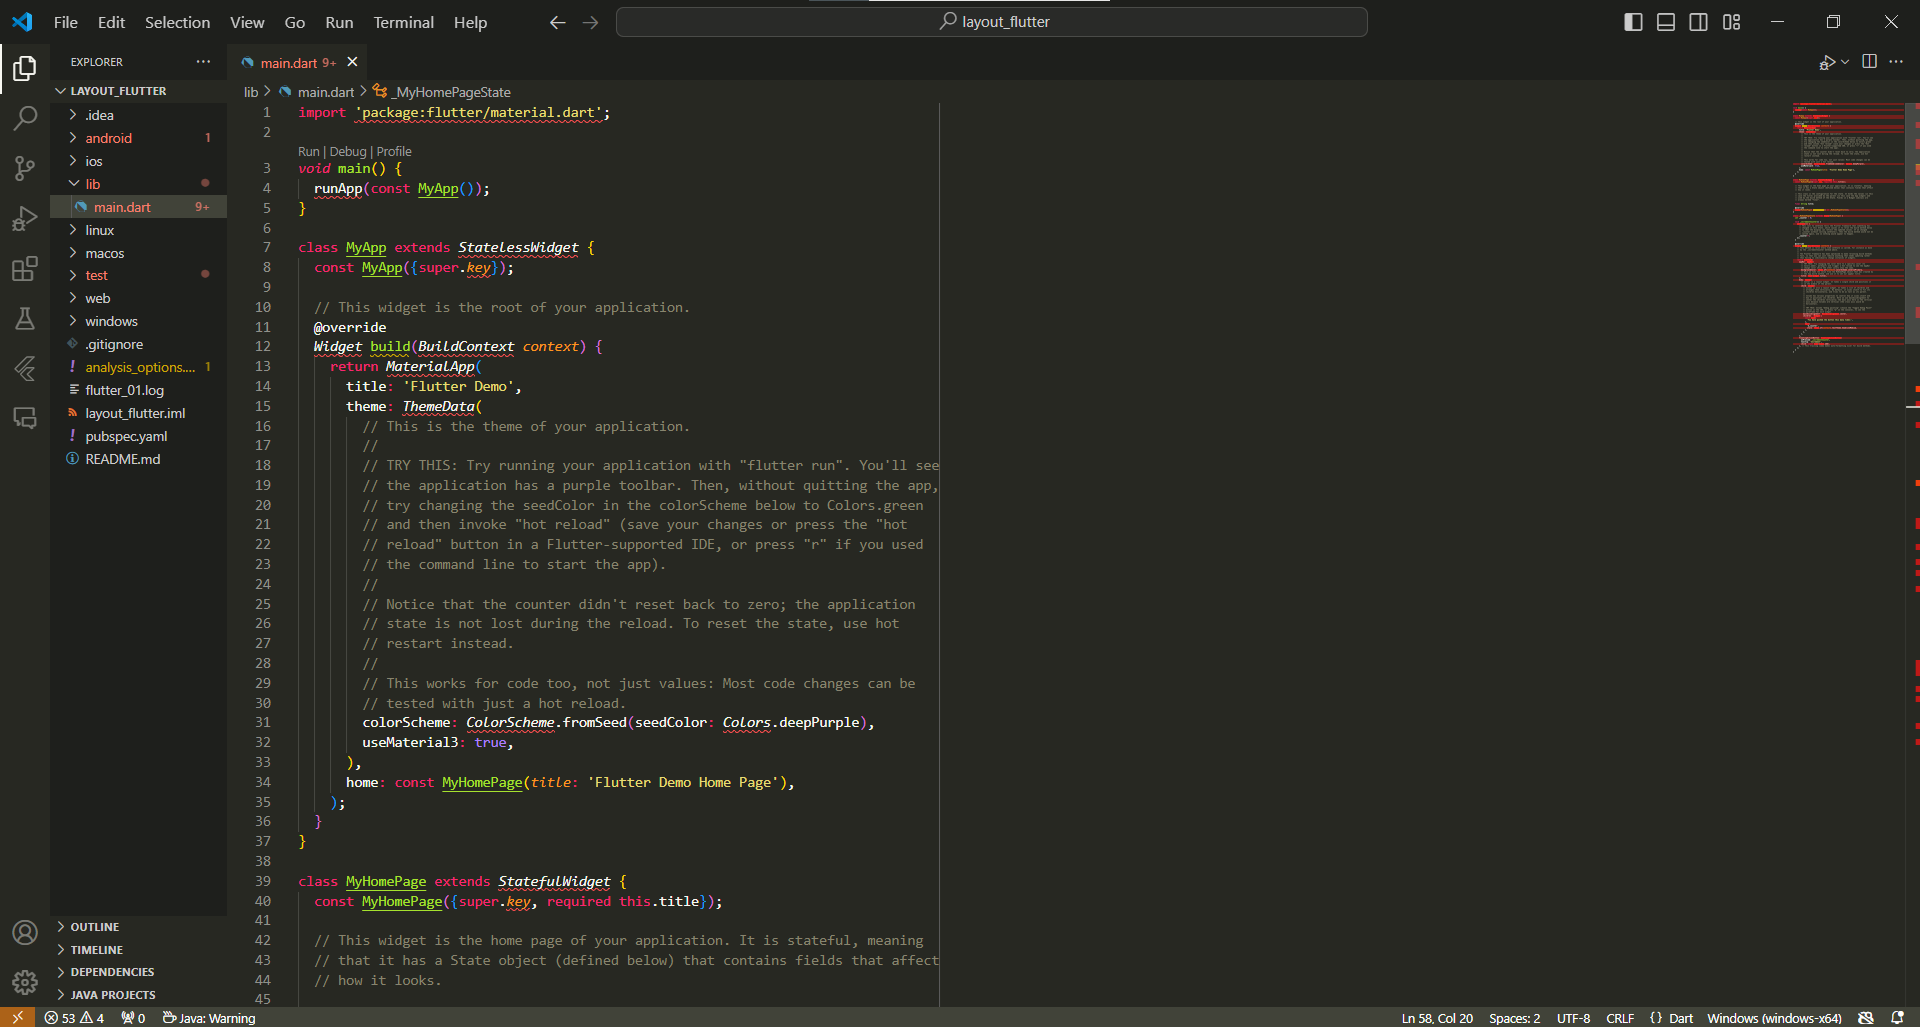 File Edit Selection View Go Run Terminal Help
layout_flutter
EXPLORER
LAYOUT_FLUTTER
.idea
android 1
ios
lib
main.dart 9+
linux
macos
test
web
windows
.gitignore
analysis_options.... 1
flutter_01.log
layout_flutter.iml
pubspec.yaml
README.md
OUTLINE
TIMELINE
DEPENDENCIES
JAVA PROJECTS
main.dart 9+
lib > main.dart > _MyHomePageState
1 import 'package:flutter/material.dart';
2
Run | Debug | Profile
3 void main() {
4 runApp(const MyApp());
5 }
6
7 class MyApp extends StatelessWidget {
8 const MyApp({super.key});
9
10 // This widget is the root of your application.
11 @override
12 Widget build(BuildContext context) {
13 return MaterialApp(
14 title: 'Flutter Demo',
15 theme: ThemeData(
16 // This is the theme of your application.
17 //
18 // TRY THIS: Try running your application with "flutter run". You'll see
19 // the application has a purple toolbar. Then, without quitting the app,
20 // try changing the seedColor in the colorScheme below to Colors.green
21 // and then invoke "hot reload" (save your changes or press the "hot
22 // reload" button in a Flutter-supported IDE, or press "r" if you used
23 // the command line to start the app).
24 //
25 // Notice that the counter didn't reset back to zero; the application
26 // state is not lost during the reload. To reset the state, use hot
27 // restart instead.
28 //
29 // This works for code too, not just values: Most code changes can be
30 // tested with just a hot reload.
31 colorScheme: ColorScheme.fromSeed(seedColor: Colors.deepPurple),
32 useMaterial3: true,
33 ),
34 home: const MyHomePage(title: 'Flutter Demo Home Page'),
35 );
36 }
37 }
38
39 class MyHomePage extends StatefulWidget {
40 const MyHomePage({super.key, required this.title});
41
42 // This widget is the home page of your application. It is stateful, meaning
43 // that it has a State object (defined below) that contains fields that affect
44 // how it looks.
45
53 4 0 Java: Warning
Ln 58, Col 20 Spaces: 2 UTF-8 CRLF {} Dart Windows (windows-x64)